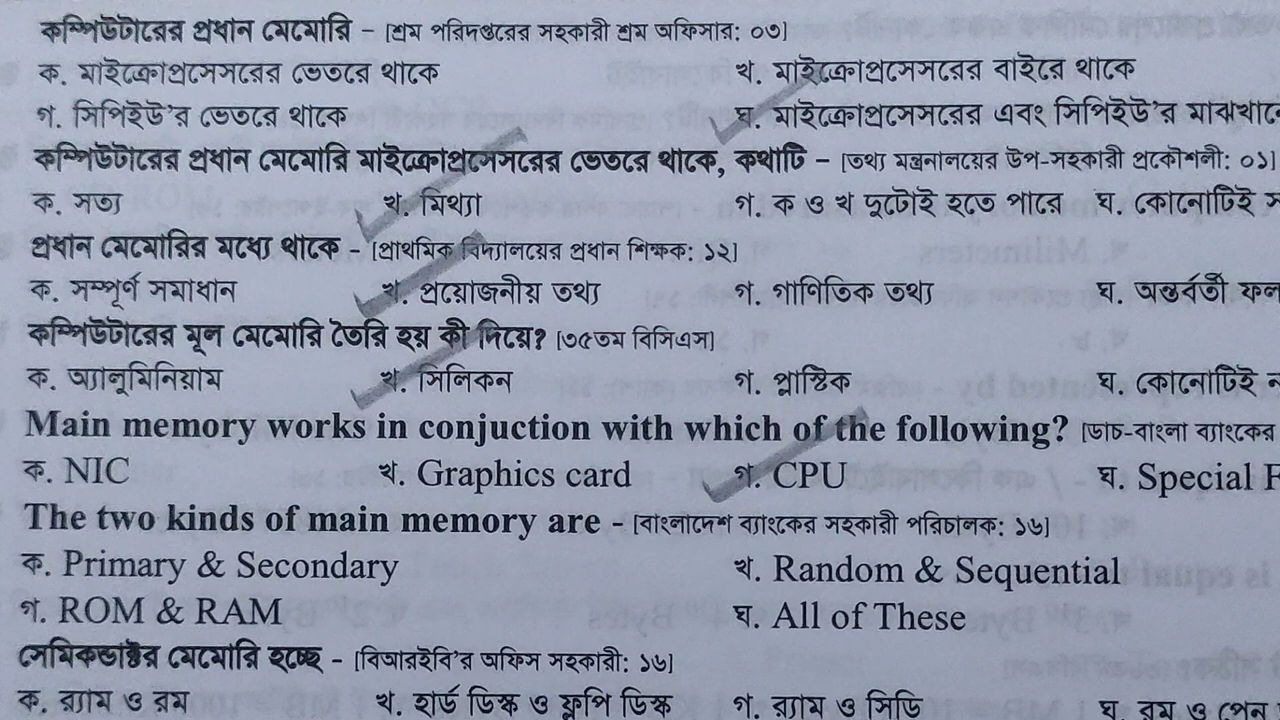 কম্পিউটারের প্রধান মেমোরি – [শ্রম পরিদপ্তরের সহকারী শ্রম অফিসার: ০৩]
ক. মাইক্রোপ্রসেসরের ভেতরে থাকে খ. মাইক্রোপ্রসেসরের বাইরে থাকে
গ. সিপিইউ'র ভেতরে থাকে ঘ. মাইক্রোপ্রসেসরের এবং সিপিইউ'র মাঝখানে
কম্পিউটারের প্রধান মেমোরি মাইক্রোপ্রসেসরের ভেতরে থাকে, কথাটি – [তথ্য মন্ত্রনালয়ের উপ-সহকারী প্রকৌশলী: ০১]
ক. সত্য খ. মিথ্যা গ. ক ও খ দুটোই হতে পারে ঘ. কোনোটিই
প্রধান মেমোরির মধ্যে থাকে – [প্রাথমিক বিদ্যালয়ের প্রধান শিক্ষক: ১২]
ক. সম্পূর্ণ সমাধান খ. প্রয়োজনীয় তথ্য গ. গাণিতিক তথ্য ঘ. অন্তর্বর্তী ফল
কম্পিউটারের মূল মেমোরি তৈরি হয় কী দিয়ে? [৩৫তম বিসিএস]
ক. অ্যালুমিনিয়াম খ. সিলিকন গ. প্লাস্টিক ঘ. কোনোটিই
Main memory works in conjuction with which of the following? [ডাচ-বাংলা ব্যাংকের
ক. NIC খ. Graphics card গ. CPU ঘ. Special
The two kinds of main memory are - [বাংলাদেশ ব্যাংকের সহকারী পরিচালক: ১৬]
ক. Primary & Secondary খ. Random & Sequential
গ. ROM & RAM ঘ. All of These
সেমিকন্ডাক্টর মেমোরি হচ্ছে – [বিআরইবি'র অফিস সহকারী: ১৬]
ক. র‍্যাম ও রম খ. হার্ড ডিস্ক ও ফ্লপি ডিস্ক গ. র‍্যাম ও সিডি ঘ. রম ও পেন